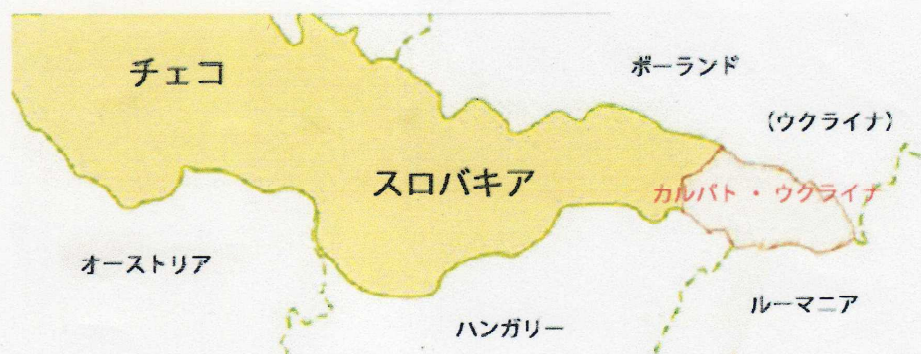 チェコ
ポーランド
(ウクライナ)
スロバキア
カルパト・ウクライナ
オーストリア
ルーマニア
ハンガリー